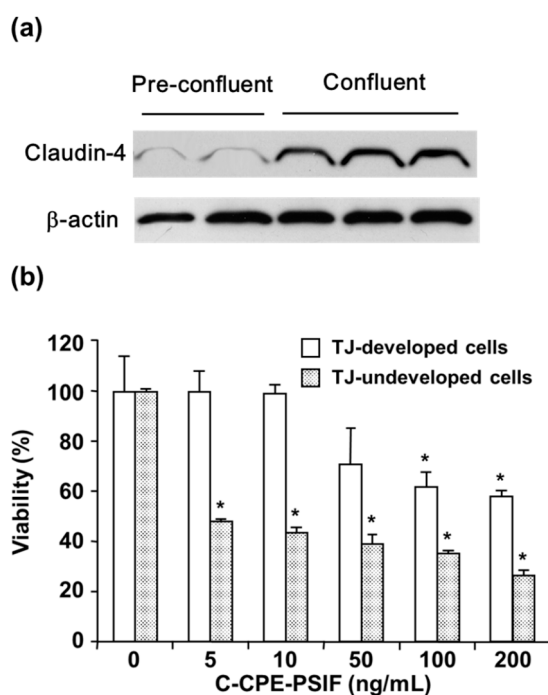 (a)
Pre-confluent Confluent
Claudin-4
β-actin
(b)
120
100
80
60
40
20
0
Viability (%)
TJ-developed cells
TJ-undeveloped cells
* * * * * * *
0 5 10 50 100 200
C-CPE-PSIF (ng/mL)